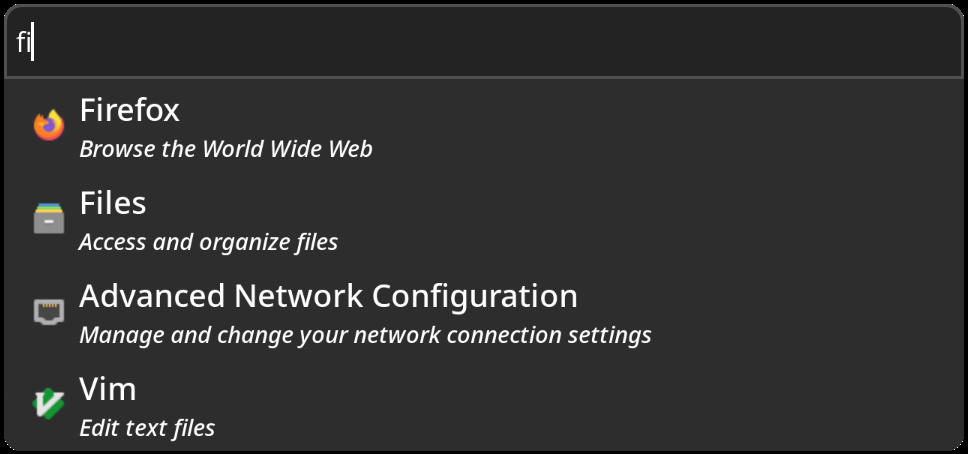 fi
Firefox
Browse the World Wide Web
Files
Access and organize files
Advanced Network Configuration
Manage and change your network connection settings
Vim
Edit text files